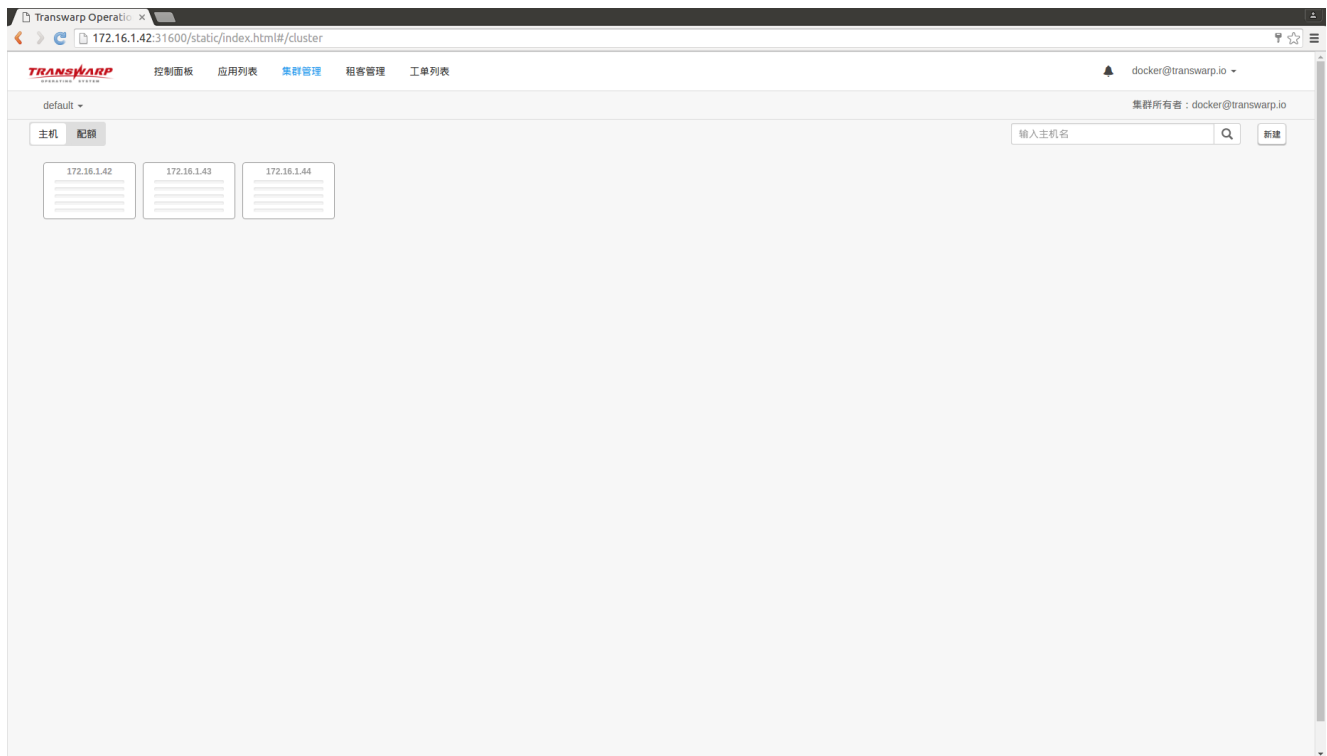 Transwarp Operatio
172.16.1.42:31600/static/index.html#/cluster
TRANSWARP 控制面板 应用列表 集群管理 租客管理 工单列表 docker@transwarp.io
OPERATING SYSTEM
default 集群所有者：docker@transwarp.io
主机 配额 输入主机名 新建
172.16.1.42 172.16.1.43 172.16.1.44